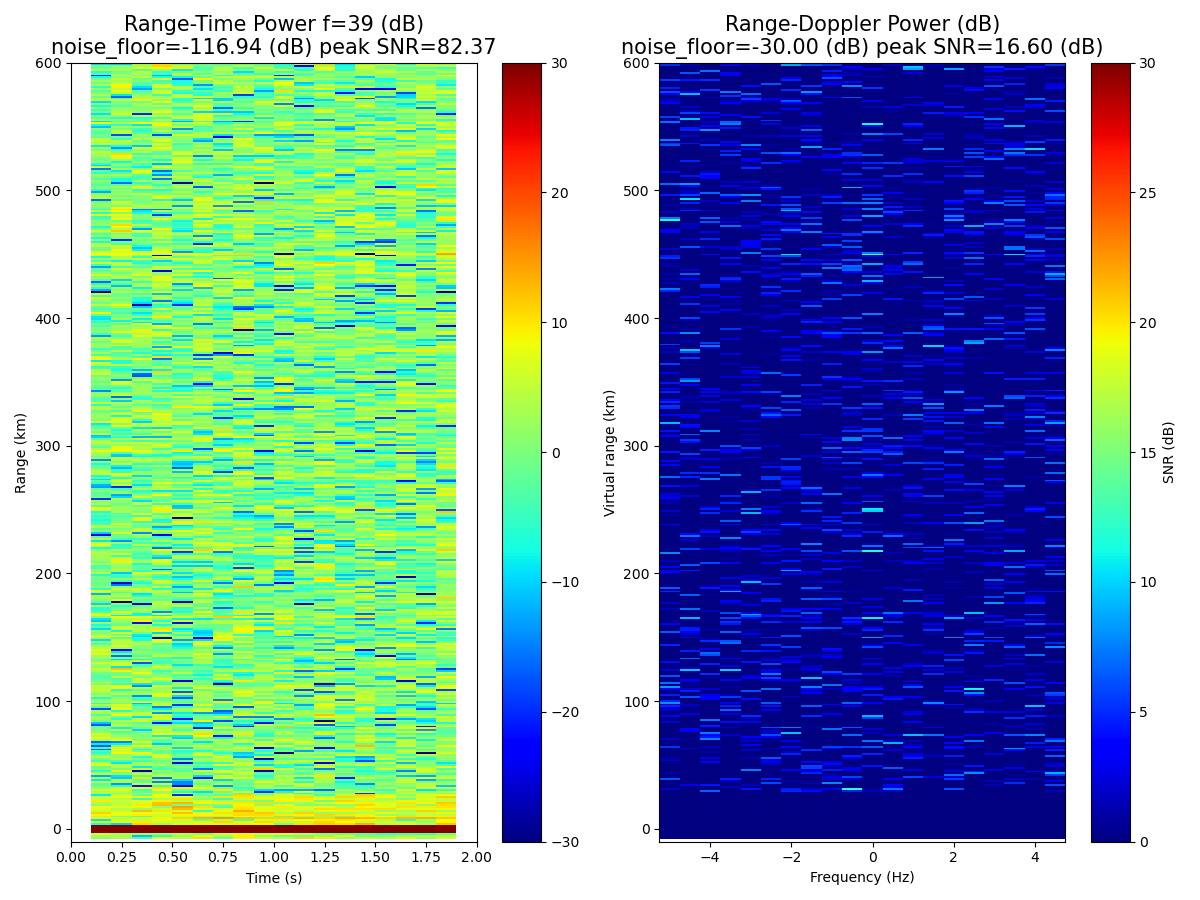 Range-Time Power f=39 (dB)
noise_floor=-116.94 (dB) peak SNR=82.37
Range-Doppler Power (dB)
noise_floor=-30.00 (dB) peak SNR=16.60 (dB)
600
500
400
300
200
100
0
Range (km)
0.00 0.25 0.50 0.75 1.00 1.25 1.50 1.75 2.00
Time (s)
30
20
10
0
−10
−20
−30
600
500
400
300
200
100
0
Virtual range (km)
−4 −2 0 2 4
Frequency (Hz)
30
25
20
15
10
5
0
SNR (dB)